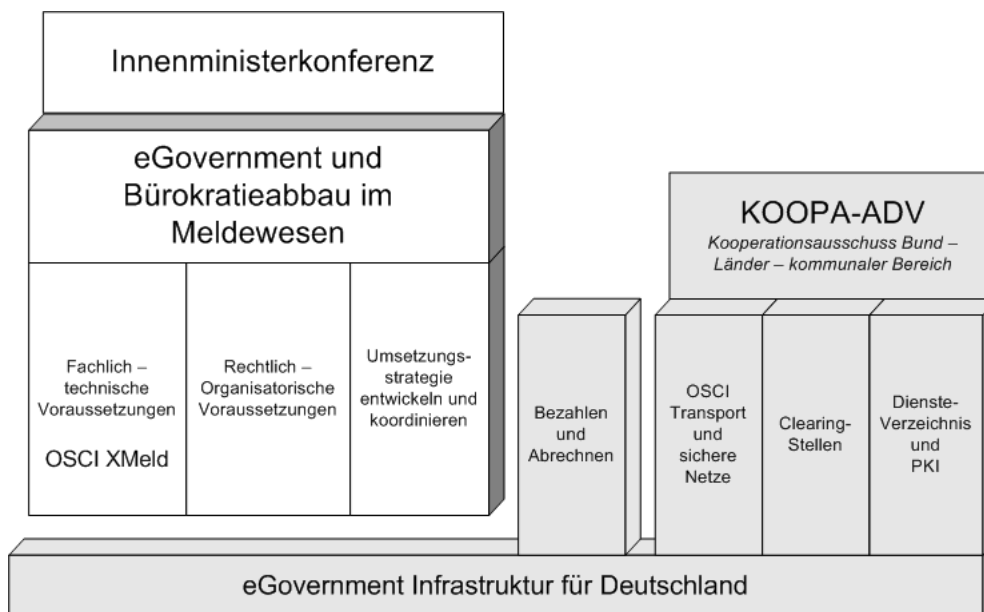 Innenministerkonferenz
eGovernment und
Bürokratieabbau im
Meldewesen
Fachlich –
technische
Voraussetzungen
OSCI XMeld
Rechtlich –
Organisatorische
Voraussetzungen
Umsetzungs-
strategie
entwickeln und
koordinieren
Bezahlen
und
Abrechnen
KOOPA-ADV
Kooperationsausschuss Bund –
Länder – kommunaler Bereich
OSCI
Transport
und
sichere
Netze
Clearing-
Stellen
Dienste-
Verzeichnis
und
PKI
eGovernment Infrastruktur für Deutschland